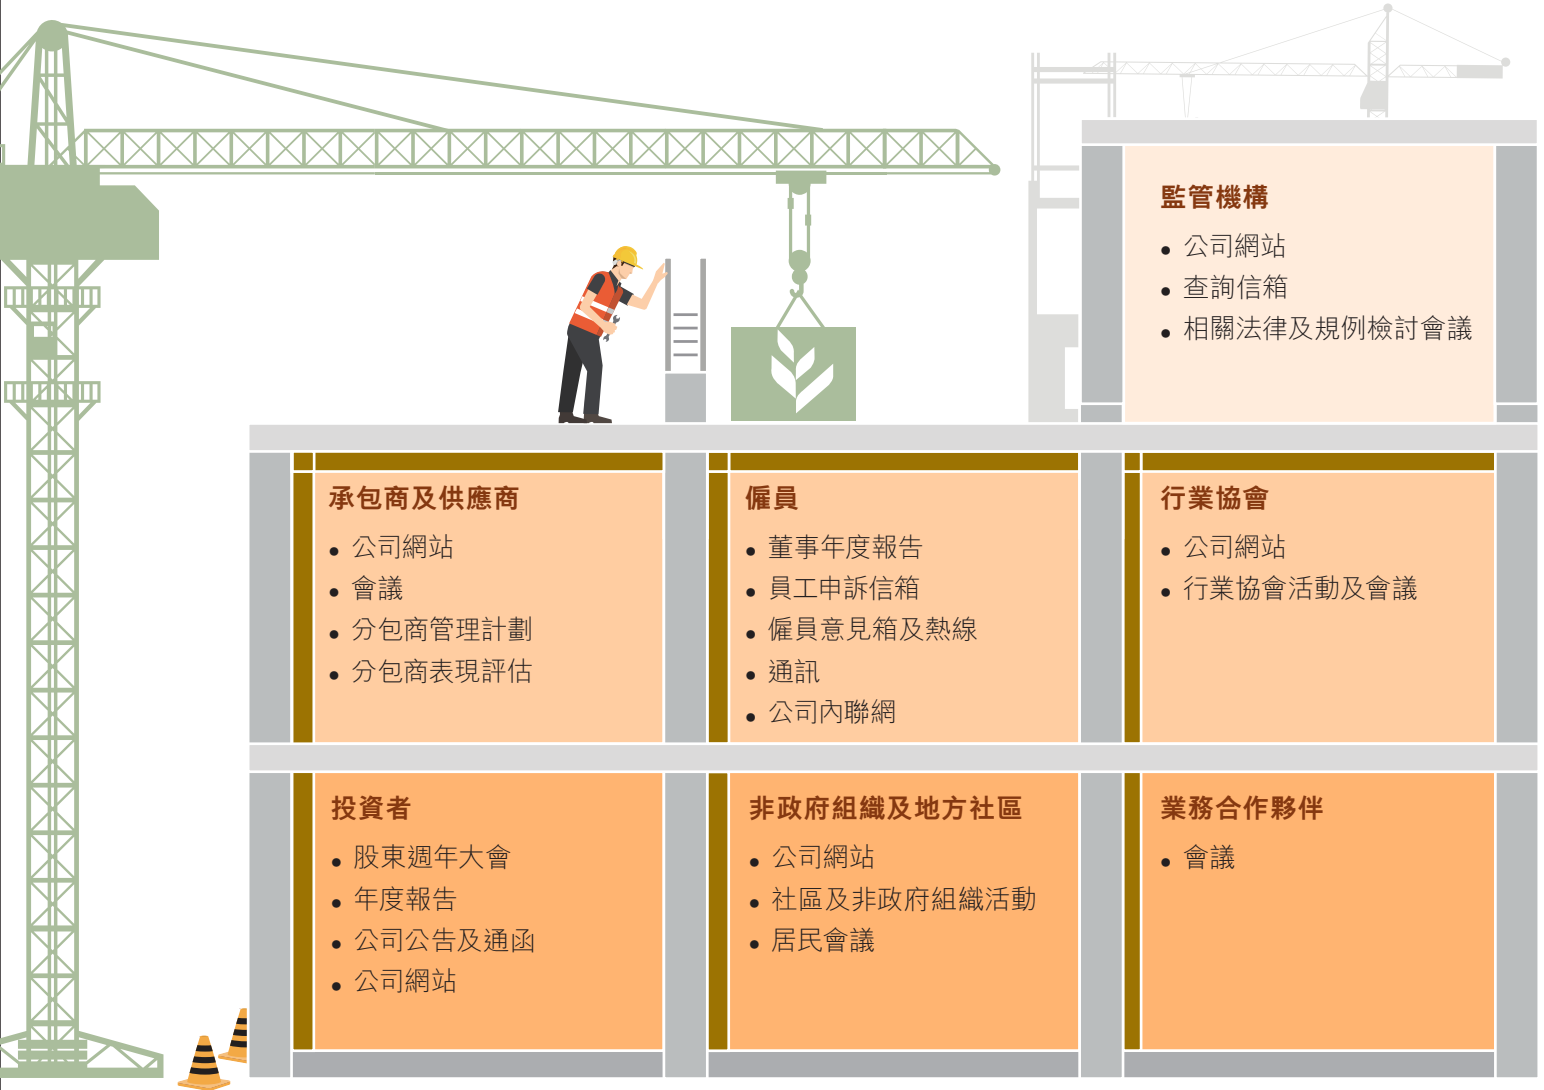 監管機構
公司網站
查詢信箱
相關法律及規例檢討會議
承包商及供應商
公司網站
會議
分包商管理計劃
分包商表現評估
僱員
董事年度報告
員工申訴信箱
僱員意見箱及熱線
通訊
公司內聯網
行業協會
公司網站
行業協會活動及會議
投資者
股東週年大會
年度報告
公司公告及通函
公司網站
非政府組織及地方社區
公司網站
社區及非政府組織活動
居民會議
業務合作夥伴
會議